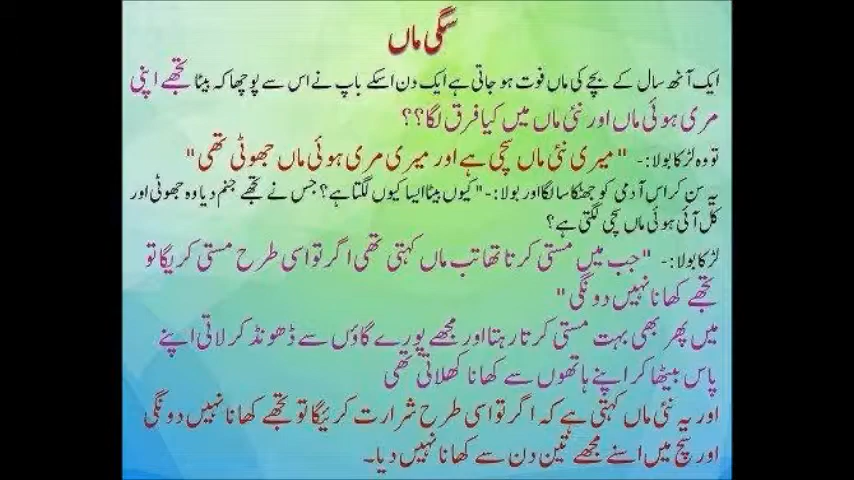 سگی ماں
ایک آٹھ سال کے بچے کی ماں فوت ہو جاتی ہے ایک دن اسکے باپ نے اس سے پوچھا کہ بیٹا تجھے اپنی
مری ہوئی ماں اور نئی ماں میں کیا فرق لگا؟؟
تو وہ لڑکا بولا:- "میری نئی ماں سچی ہے اور میری مری ہوئی ماں جھوٹی تھی"
یہ سن کر اس آدمی کو جھٹکا سا لگا اور بولا:-"کیوں بیٹا ایسا کیوں لگتا ہے؟ جس نے تجھے جنم دیا وہ جھوٹی اور
کل آئی ہوئی ماں سچی لگتی ہے؟
لڑکا بولا:- "جب میں مستی کرتا تھا تب ماں کہتی تھی اگر تو اسی طرح مستی کریگا تو
تجھے کھانا نہیں دونگی"
میں پھر بھی بہت مستی کرتا رہتا اور مجھے پورے گاؤں سے ڈھونڈ کر لاتی اپنے
پاس بیٹھا کر اپنے ہاتھوں سے کھانا کھلاتی تھی
اور یہ نئی ماں کہتی ہے کہ اگر تو اسی طرح شرارت کریگا تو تجھے کھانا نہیں دونگی
اور سچ میں اسنے مجھے تین دن سے کھانا نہیں دیا۔